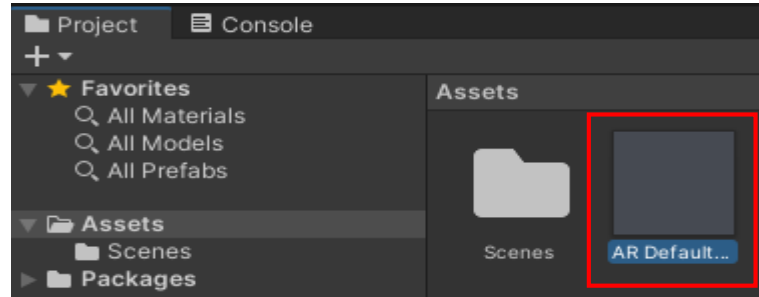 Project
Console
Favorites
All Materials
All Models
All Prefabs
Assets
Scenes
Packages
Assets
Scenes
AR Default...